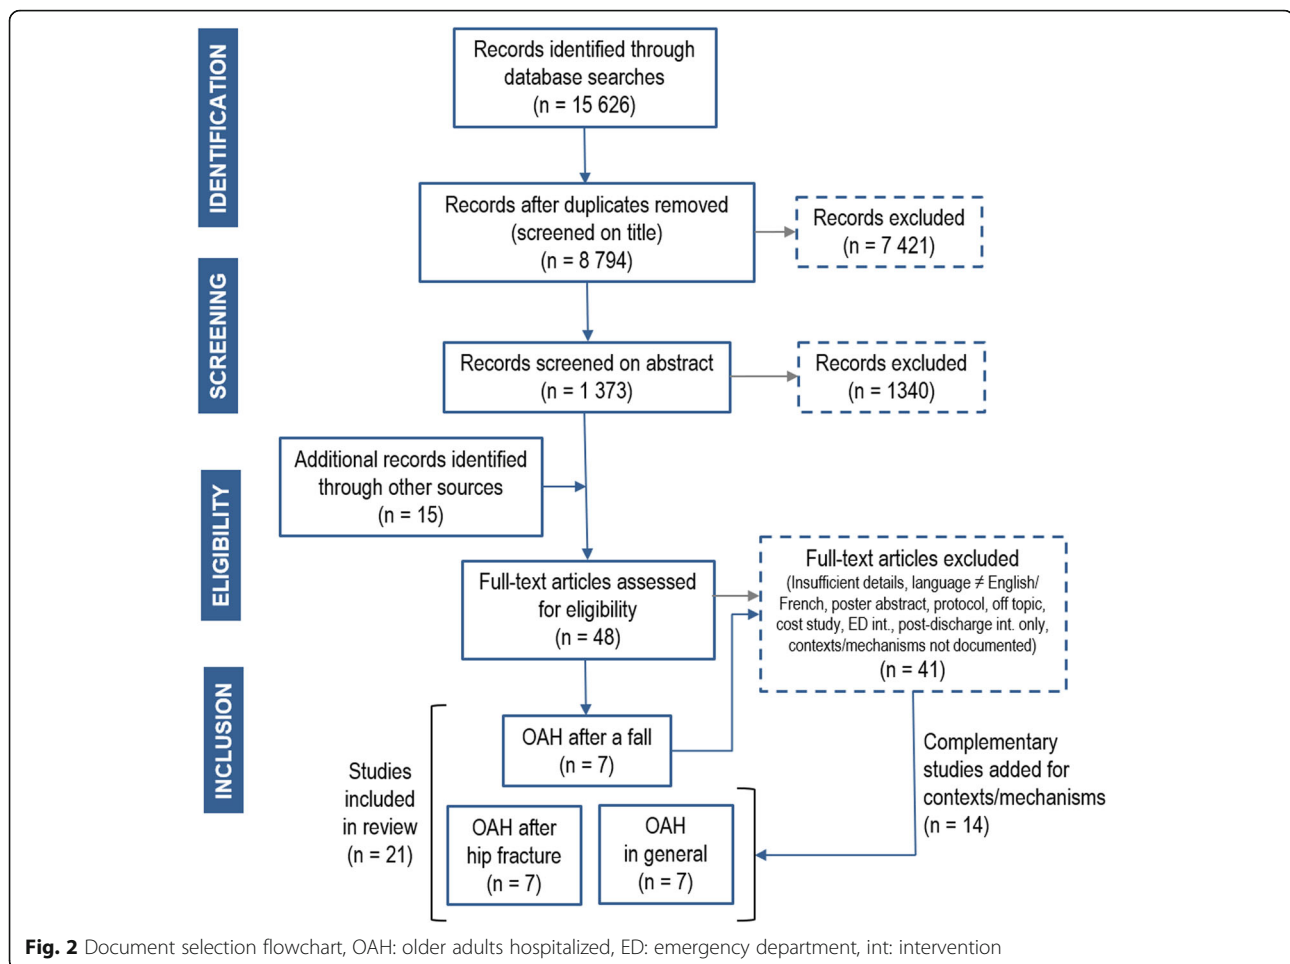 IDENTIFICATION
Records identified through
database searches
(n = 15 626)
Records after duplicates removed
(screened on title)
(n = 8 794)
Records excluded
(n = 7 421)
SCREENING
Records screened on abstract
(n = 1 373)
Records excluded
(n = 1340)
ELIGIBILITY
Additional records identified
through other sources
(n = 15)
Full-text articles assessed
for eligibility
(n = 48)
Full-text articles excluded
(Insufficient details, language ≠ English/
French, poster abstract, protocol, off topic,
cost study, ED int., post-discharge int. only,
contexts/mechanisms not documented)
(n = 41)
INCLUSION
OAH after a fall
(n = 7)
Studies
included
in review
(n = 21)
OAH after
hip fracture
(n = 7)
OAH
in general
(n = 7)
Complementary
studies added for
contexts/mechanisms
(n = 14)
Fig. 2 Document selection flowchart, OAH: older adults hospitalized, ED: emergency department, int: intervention